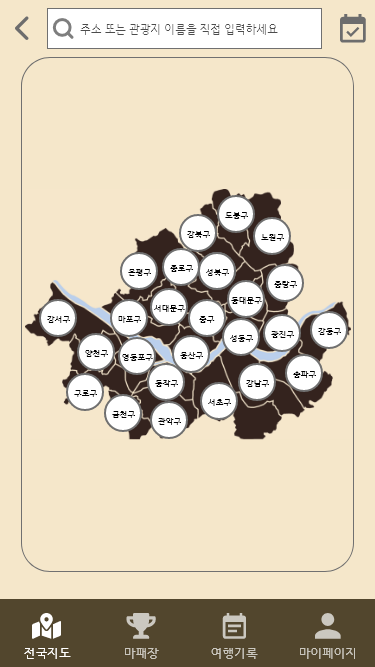 주소 또는 관광지 이름을 직접 입력하세요
도봉구
강북구
노원구
은평구
종로구
성북구
중랑구
서대문구
동대문구
강서구
마포구
중구
강동구
성동구
광진구
양천구
영등포구
용산구
송파구
동작구
강남구
구로구
서초구
금천구
관악구
전국지도
마패장
여행기록
마이페이지